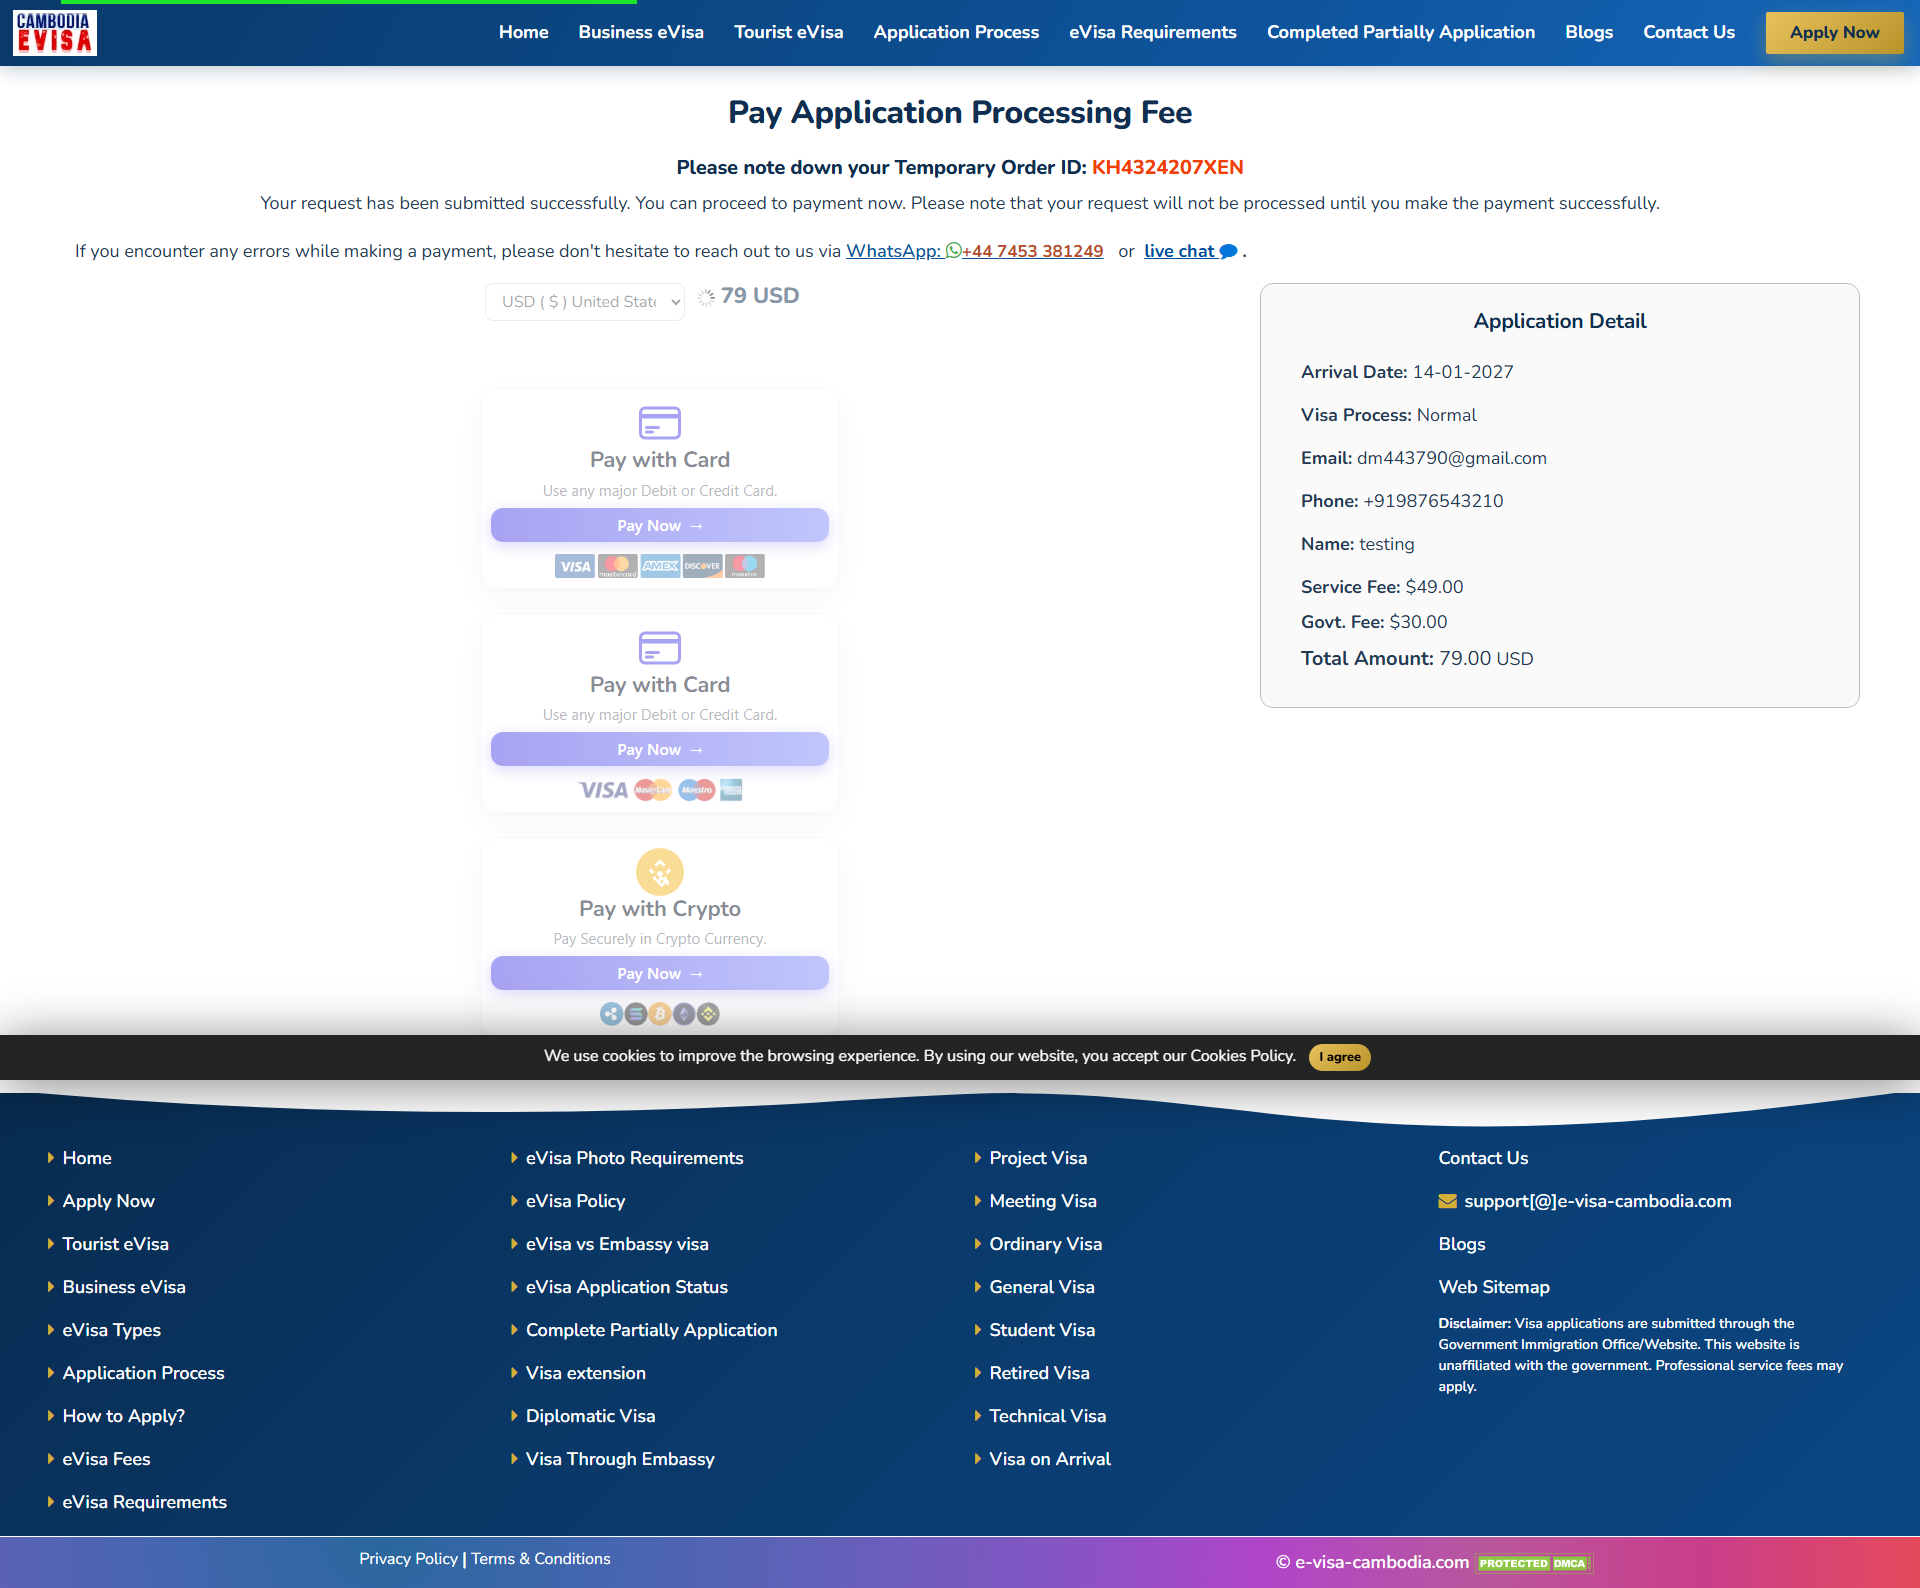 CAMBODIA
EVISA
Home
Business eVisa
Tourist eVisa
Application Process
eVisa Requirements
Completed Partially Application
Blogs
Contact Us
Apply Now
Pay Application Processing Fee
Please note down your Temporary Order ID: KH4324207XEN
Your request has been submitted successfully. You can proceed to payment now. Please note that your request will not be processed until you make the payment successfully.
If you encounter any errors while making a payment, please don't hesitate to reach out to us via WhatsApp: +44 7453 381249 or live chat .
USD ( $ ) United State
79 USD
Pay with Card
Use any major Debit or Credit Card.
Pay Now →
VISA mastercard AMEX DISCOVER maestro
Pay with Card
Use any major Debit or Credit Card.
Pay Now →
VISA MasterCard Maestro
Pay with Crypto
Pay Securely in Crypto Currency.
Pay Now →
Application Detail
Arrival Date: 14-01-2027
Visa Process: Normal
Email: dm443790@gmail.com
Phone: +919876543210
Name: testing
Service Fee: $49.00
Govt. Fee: $30.00
Total Amount: 79.00 USD
We use cookies to improve the browsing experience. By using our website, you accept our Cookies Policy.
I agree
Home
Apply Now
Tourist eVisa
Business eVisa
eVisa Types
Application Process
How to Apply?
eVisa Fees
eVisa Requirements
eVisa Photo Requirements
eVisa Policy
eVisa vs Embassy visa
eVisa Application Status
Complete Partially Application
Visa extension
Diplomatic Visa
Visa Through Embassy
Project Visa
Meeting Visa
Ordinary Visa
General Visa
Student Visa
Retired Visa
Technical Visa
Visa on Arrival
Contact Us
support[@]e-visa-cambodia.com
Blogs
Web Sitemap
Disclaimer: Visa applications are submitted through the
Government Immigration Office/Website. This website is
unaffiliated with the government. Professional service fees may
apply.
Privacy Policy | Terms & Conditions
© e-visa-cambodia.com
PROTECTED DMCA